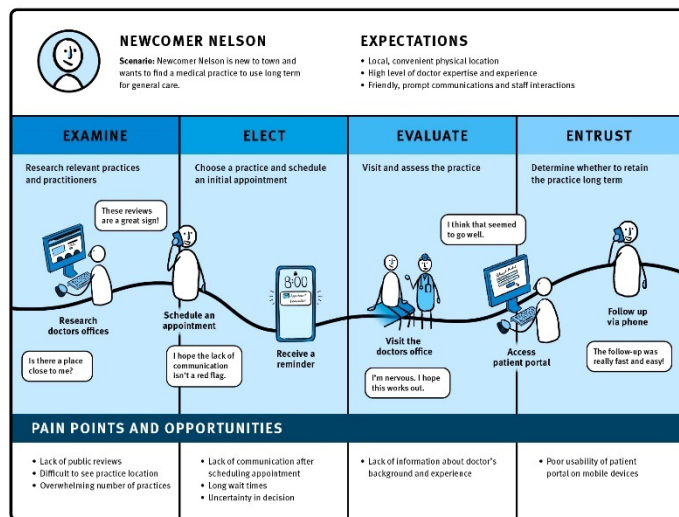 NEWCOMER NELSON
Scenario: Newcomer Nelson is new to town and
wants to find a medical practice to use long term
for general care.
EXPECTATIONS
• Local, convenient physical location
• High level of doctor expertise and experience
• Friendly, prompt communications and staff interactions
EXAMINE
ELECT
EVALUATE
ENTRUST
Research relevant practices
and practitioners
Choose a practice and schedule
an initial appointment
Visit and assess the practice
Determine whether to retain
the practice long term
These reviews
are a great sign!
I think that seemed
to go well.
8:00
Research
doctors offices
Schedule an
appointment
Receive a
reminder
Visit the
doctors office
Access
patient portal
Follow up
via phone
Is there a place
close to me?
I hope the lack of
communication
isn't a red flag.
I'm nervous. I hope
this works out.
The follow-up was
really fast and easy!
PAIN POINTS AND OPPORTUNITIES
• Lack of public reviews
• Difficult to see practice location
• Overwhelming number of practices
• Lack of communication after
scheduling appointment
• Long wait times
• Uncertainty in decision
• Lack of information about doctor's
background and experience
• Poor usability of patient
portal on mobile devices